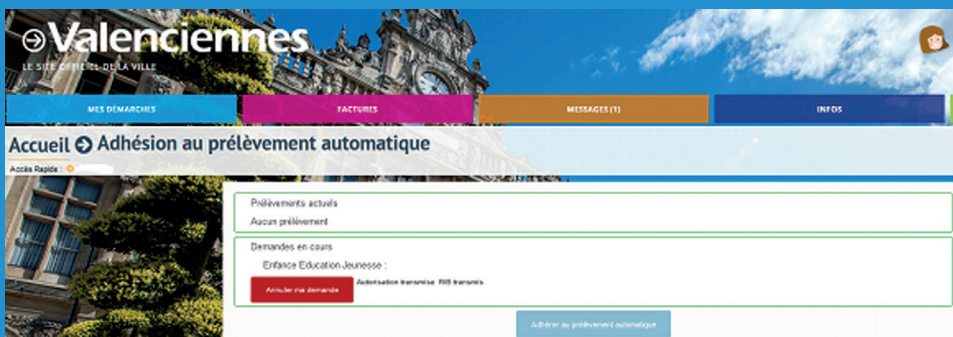 Valenciennes
LE SITE OFFICIEL DE LA VILLE
MES DÉMARCHES
FACTURES
MESSAGES (1)
INFOS
Accueil Adhésion au prélèvement automatique
Accès Rapide :
Prélèvements actuels
Aucun prélèvement
Demandes en cours
Enfance Education Jeunesse :
Annuler ma demande
Autorisation transmise RIB transmis
Adhérer au prélèvement automatique